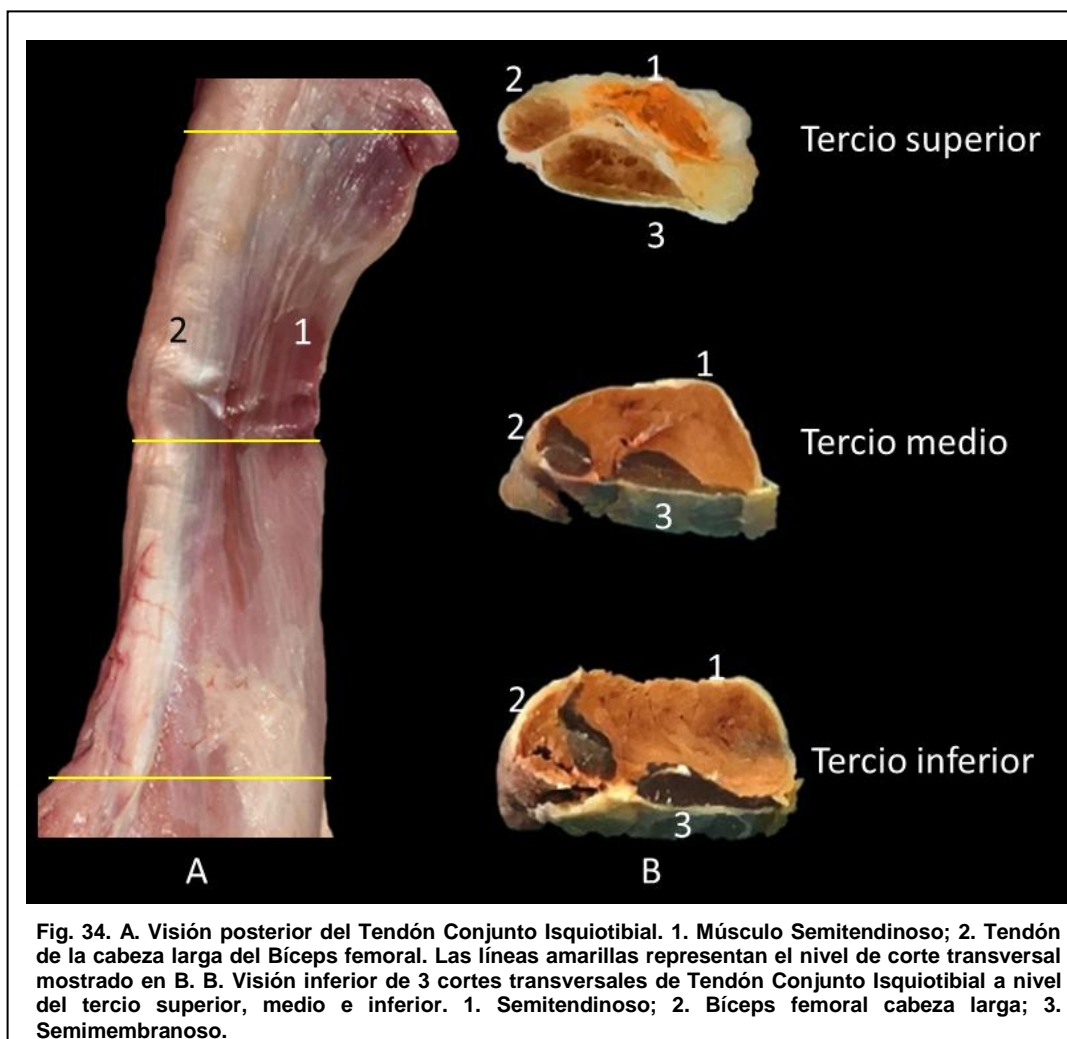 2
1
A
2
1
3
Tercio superior
1
2
3
Tercio medio
1
2
3
Tercio inferior
B
Fig. 34. A. Visión posterior del Tendón Conjunto Isquiotibial. 1. Músculo Semitendinoso; 2. Tendón
de la cabeza larga del Bíceps femoral. Las líneas amarillas representan el nivel de corte transversal
mostrado en B. B. Visión inferior de 3 cortes transversales de Tendón Conjunto Isquiotibial a nivel
del tercio superior, medio e inferior. 1. Semitendinoso; 2. Bíceps femoral cabeza larga; 3.
Semimembranoso.